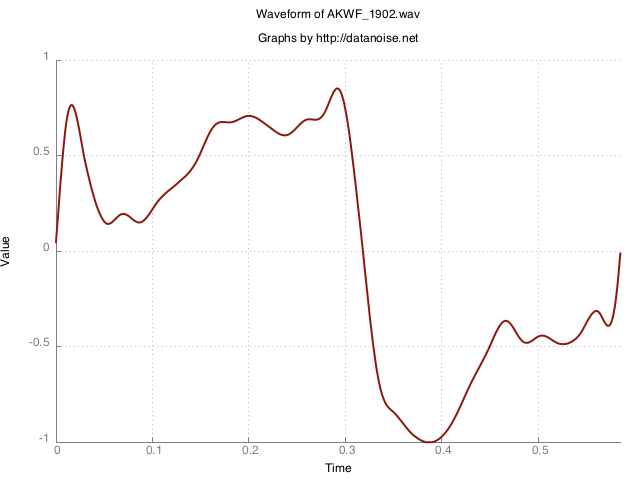 Waveform of AKWF_1902.wav
Graphs by http://datanoise.net
1
0.5
0
-0.5
-1
Value
0 0.1 0.2 0.3 0.4 0.5
Time